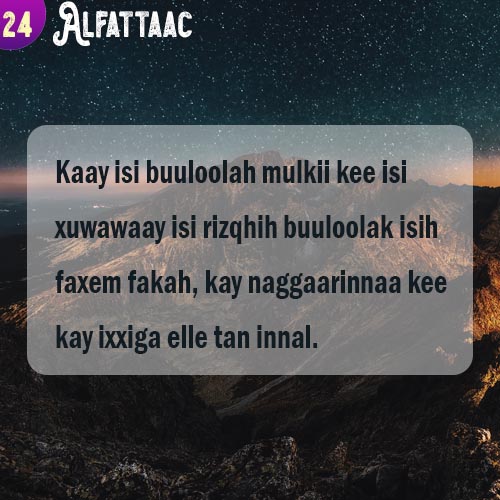 24 Alfattaac
Kaay isi buuloolah mulkii kee isi
xuwawaay isi rizqhih buuloolak isih
faxem fakah, kay naggaarinnaa kee
kay ixxiga elle tan innal.